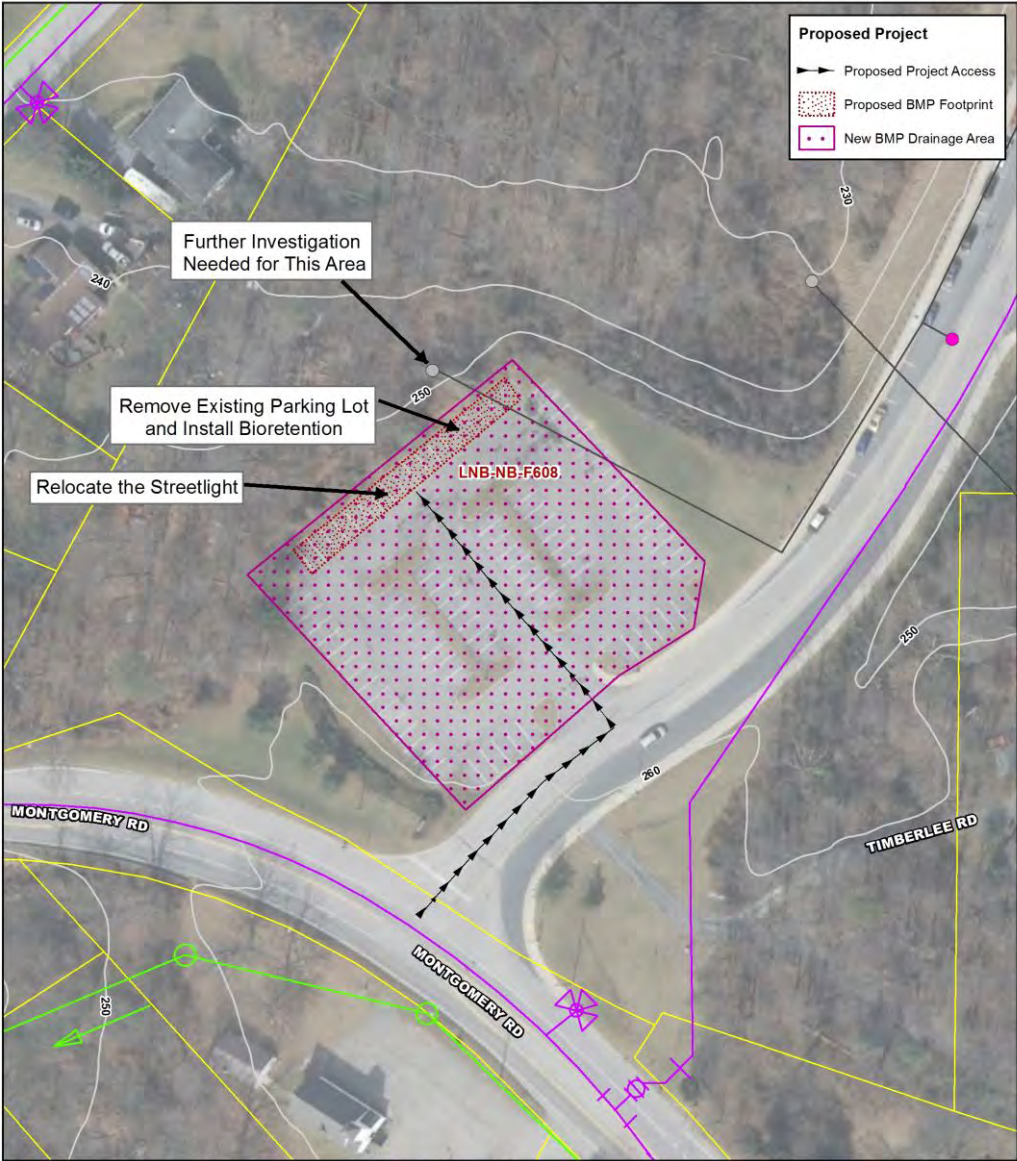 Proposed Project
Proposed Project Access
Proposed BMP Footprint
New BMP Drainage Area
230
Further Investigation
Needed for This Area
240
250
Remove Existing Parking Lot
and Install Bioretention
LNB-NB-F608
Relocate the Streetlight
250
260
MONTGOMERY RD
TIMBERLEE RD
MONTGOMERY RD
250